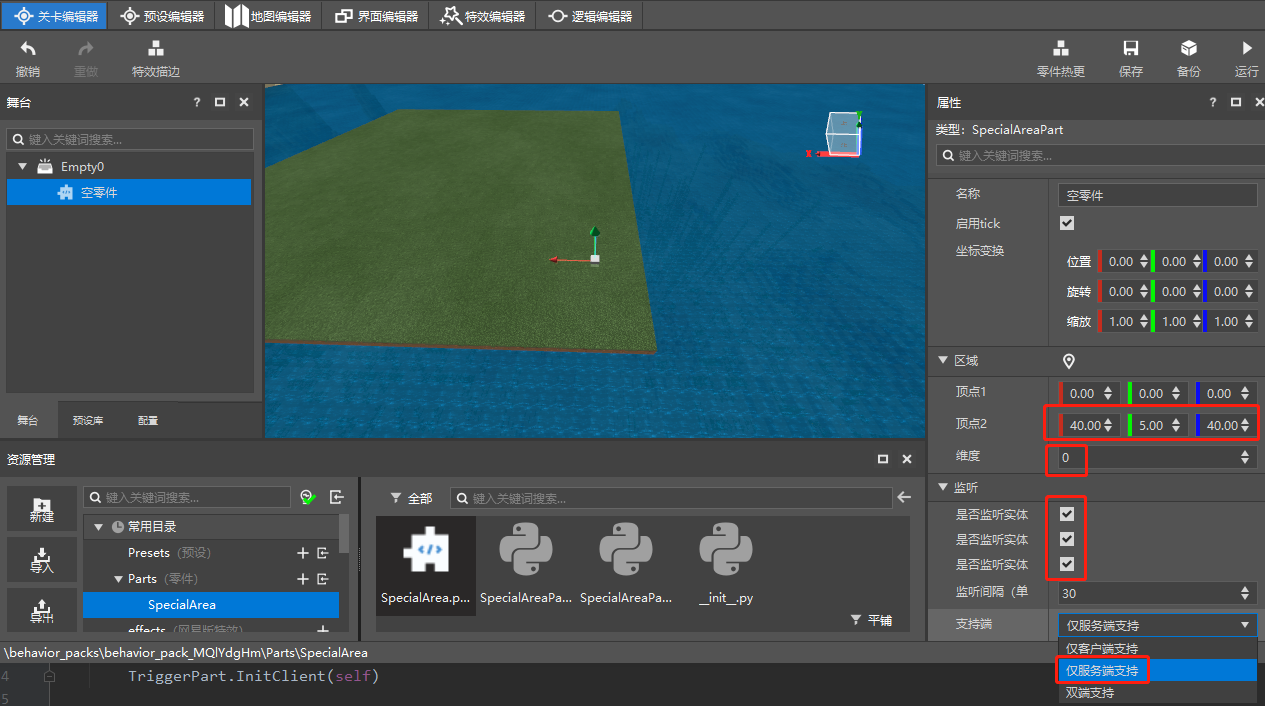 关卡编辑器 预设编辑器 地图编辑器 界面编辑器 特效编辑器 逻辑编辑器
撤销 重做 特效描边 零件热更 保存 备份 运行
舞台 ?
键入关键词搜索...
Empty0
空零件
舞台 预设库 配置
X
属性 ?
类型: SpecialAreaPart
键入关键词搜索...
名称 空零件
启用tick
坐标变换
位置 0.00 0.00 0.00
旋转 0.00 0.00 0.00
缩放 1.00 1.00 1.00
区域
顶点1 0.00 0.00 0.00
顶点2 40.00 5.00 40.00
维度 0
监听
是否监听实体
是否监听实体
是否监听实体
监听间隔（单 30
支持端 仅服务端支持
仅客户端支持
仅服务端支持
双端支持
资源管理
新建
导入
导出
键入关键词搜索...
常用目录
Presets (预设)
Parts (零件)
SpecialArea
effects (网易版特效)
全部 键入关键词搜索...
SpecialArea.p... SpecialAreaPa... SpecialAreaPa... __init__.py
平铺
\behavior_packs\behavior_pack_MQlYdgHm\Parts\SpecialArea
4 TriggerPart.InitClient(self)
5